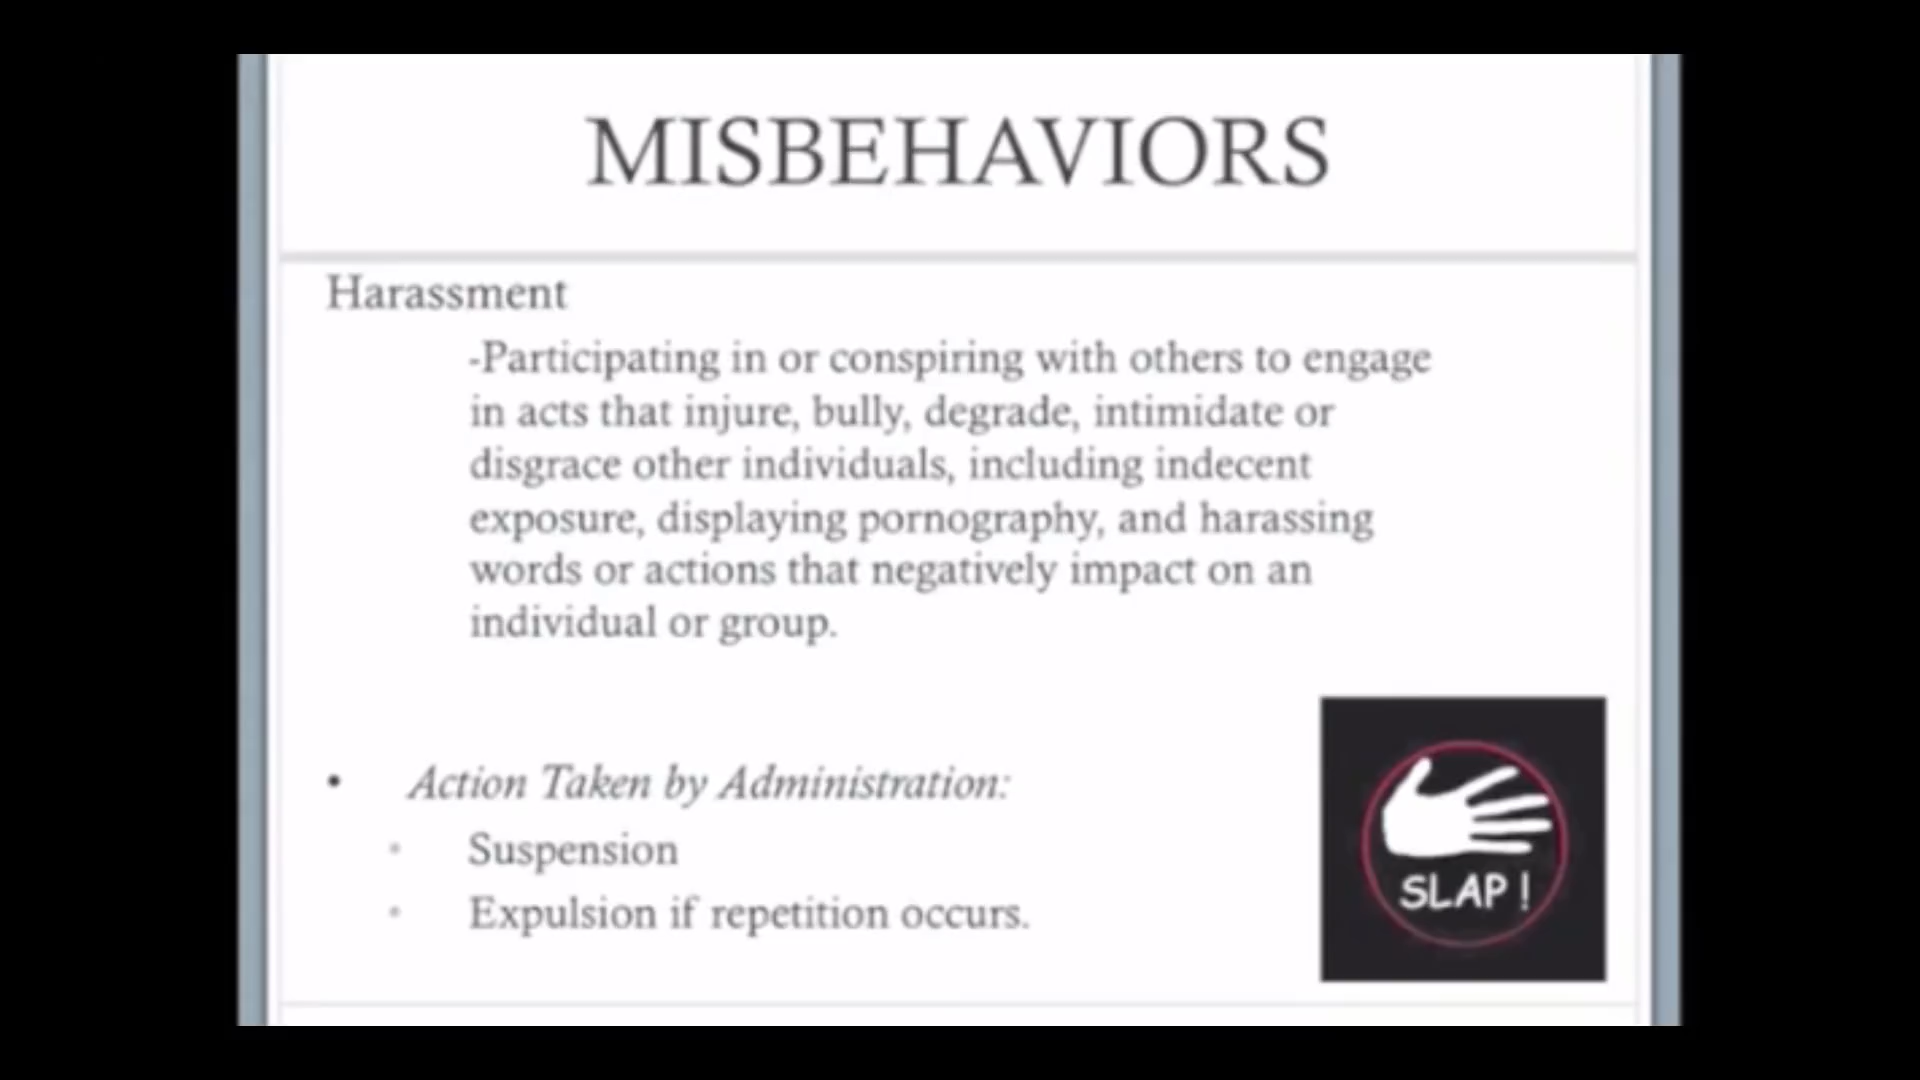 MISBEHAVIORS
Harassment
-Participating in or conspiring with others to engage
in acts that injure, bully, degrade, intimidate or
disgrace other individuals, including indecent
exposure, displaying pornography, and harassing
words or actions that negatively impact on an
individual or group.
• Action Taken by Administration:
• Suspension
• Expulsion if repetition occurs.
SLAP !